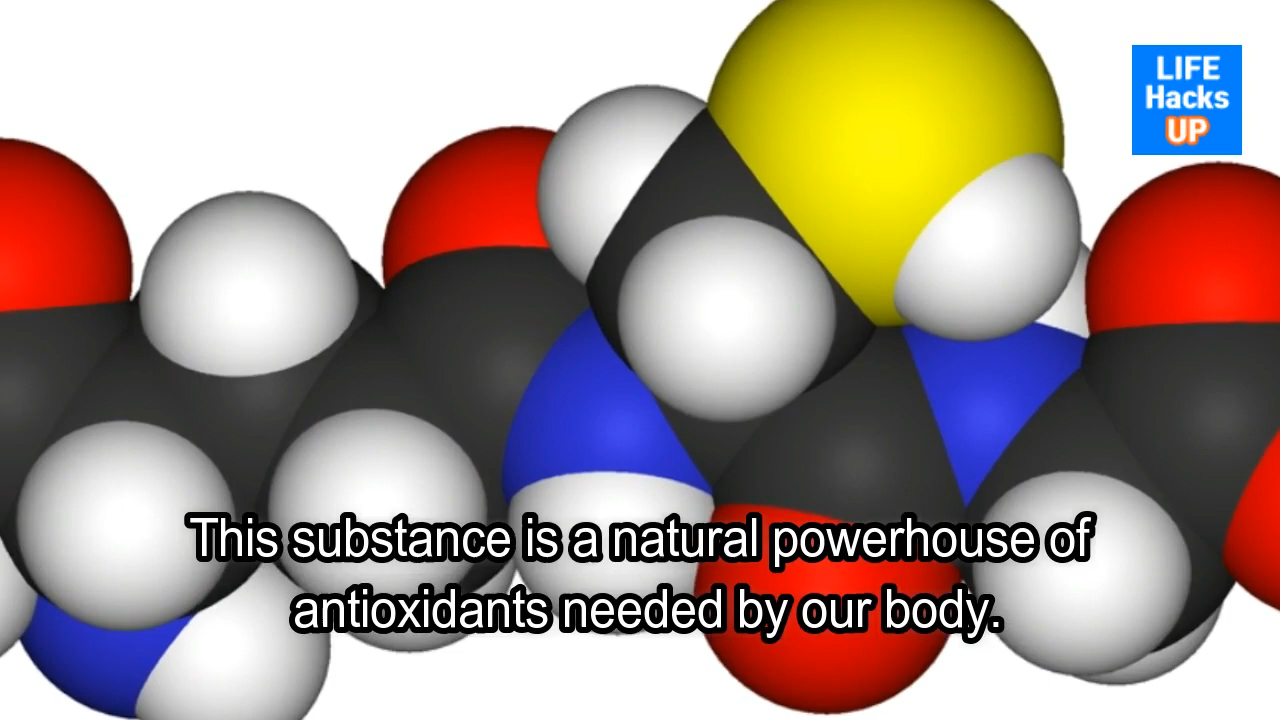 LIFE
Hacks
UP
This substance is a natural powerhouse of
antioxidants needed by our body.